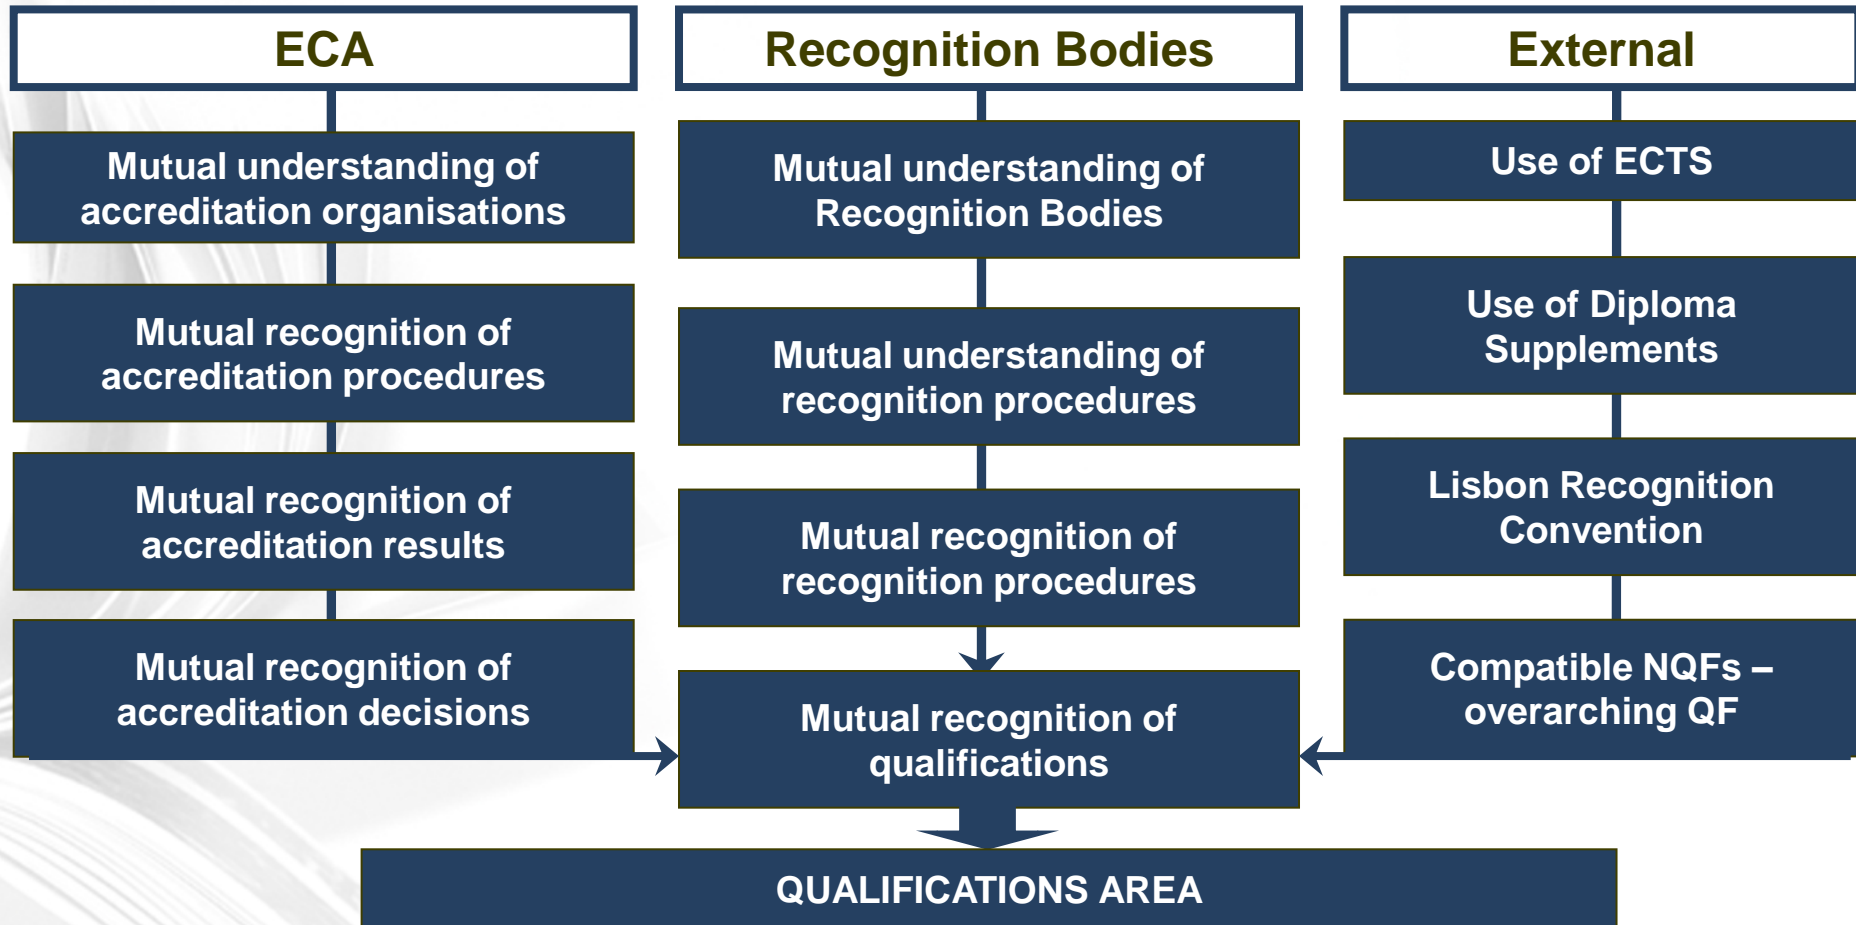 ECA
Mutual understanding of
accreditation organisations
Mutual recognition of
accreditation procedures
Mutual recognition of
accreditation results
Mutual recognition of
accreditation decisions
Recognition Bodies
Mutual understanding of
Recognition Bodies
Mutual understanding of
recognition procedures
Mutual recognition of
recognition procedures
Mutual recognition of
qualifications
External
Use of ECTS
Use of Diploma
Supplements
Lisbon Recognition
Convention
Compatible NQFs –
overarching QF
QUALIFICATIONS AREA